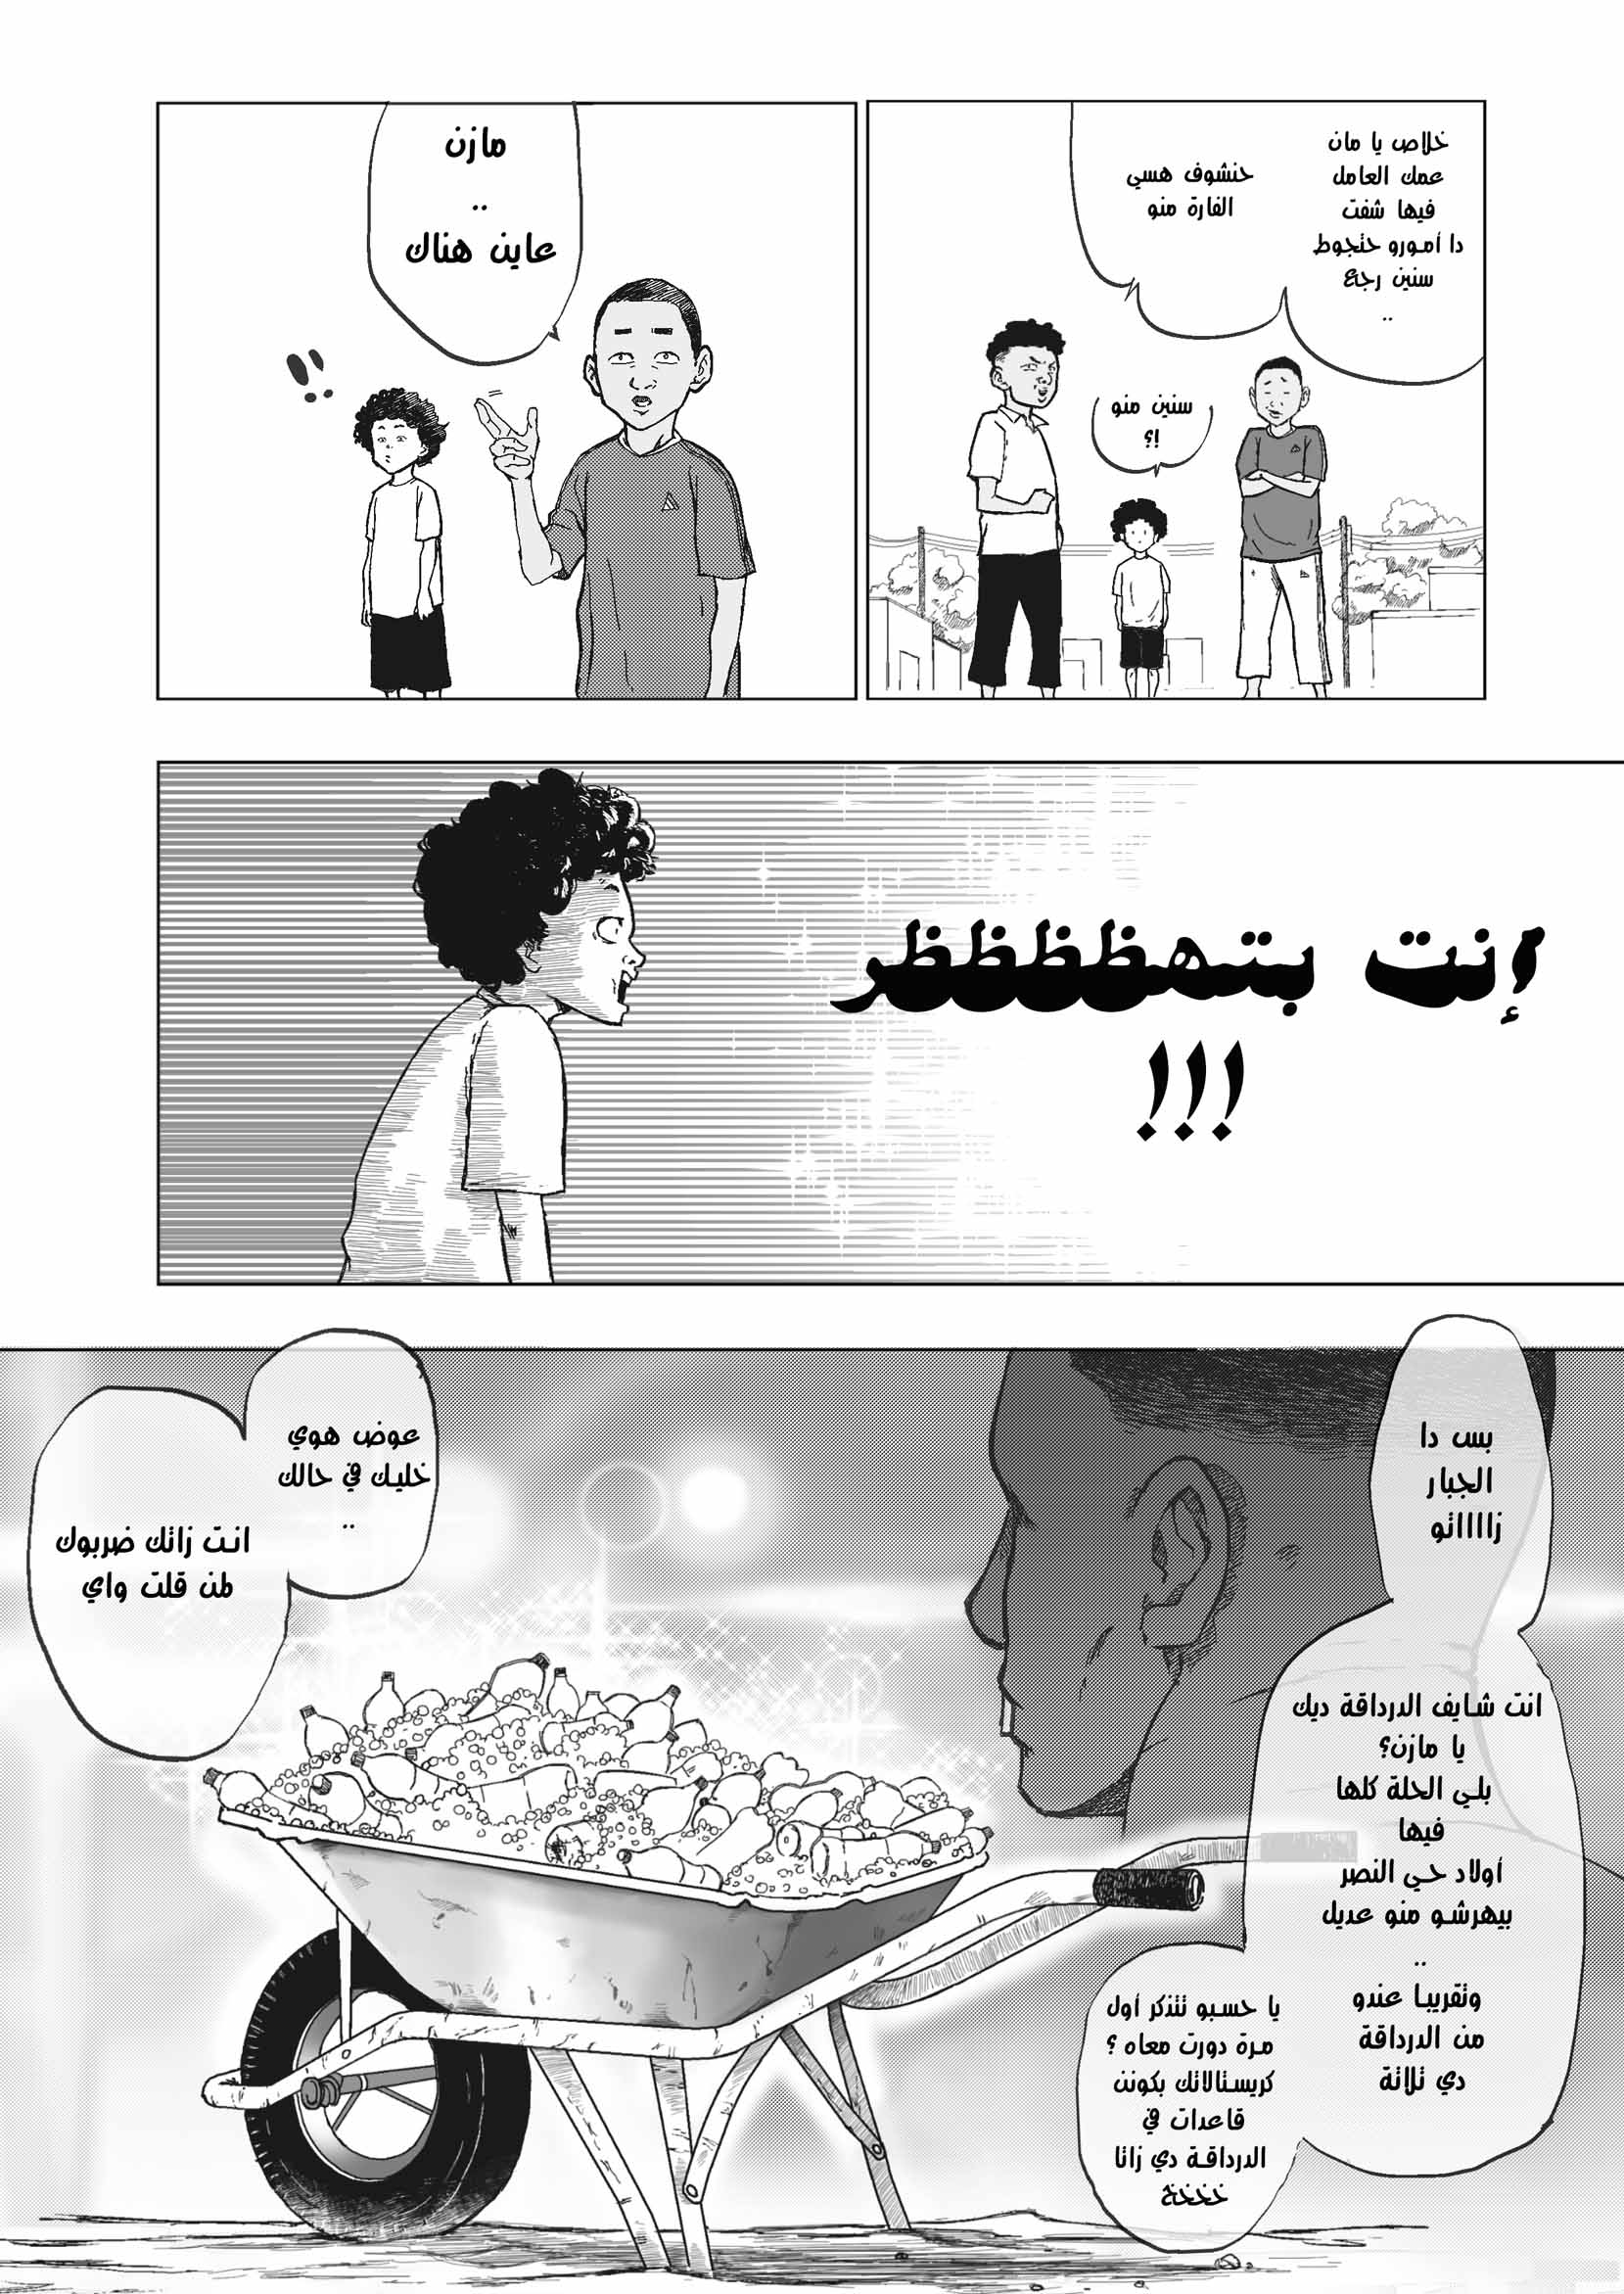 خلاص يا مان
عمك العامل
فيها شفت
دا أمورو حتجوط
سنين رجع
..
حنشوف هسي
الفارة منو
سنين منو
!؟
مازن
..
عاين هناك
إنت بتهظظظظر
!!!
بس دا
الجبار
زاااااتو
انت شايف الدرداقة ديك
يا مازن؟
بلي الحلة كلها
فيها
أولاد حي النصر
بيهرشو منو عديل
..
وتقريبا عندو
من الدرداقة
دي تلاتة
يا حسبو تتذكر أول
مرة دورت معاه ؟
كريستالاتك بكونن
قاعدات في
الدرداقة دي زاتا
خخخخ
عوض هوي
خليك في حالك
..
انت زاتك ضربوك
لمن قلت واي